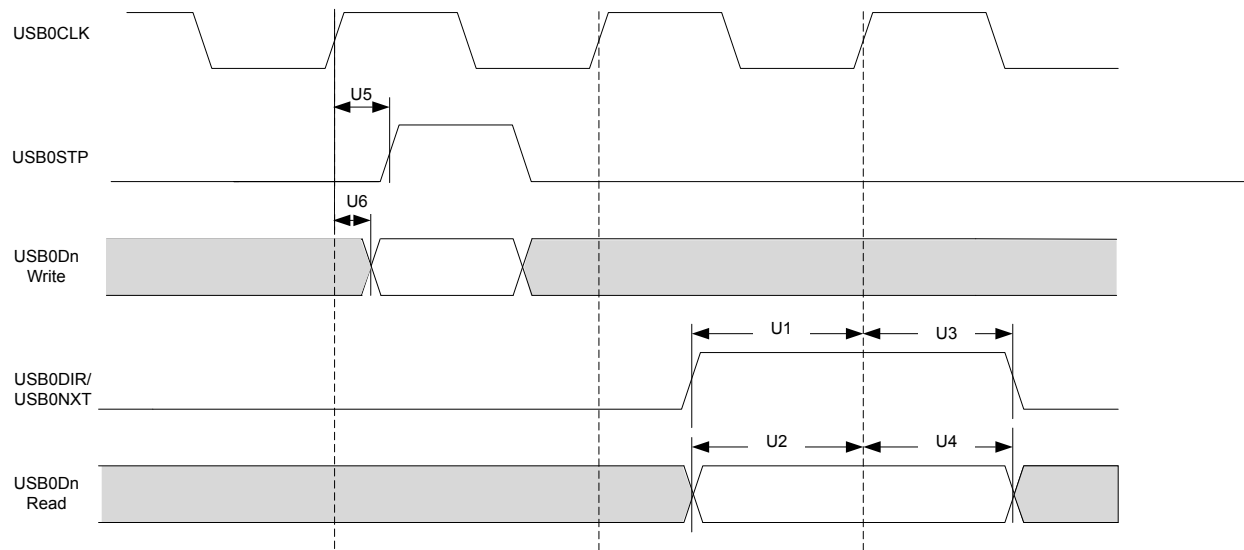 USB0CLK
U5
USB0STP
U6
USB0Dn
Write
U1
U3
USB0DIR/
USB0NXT
U2
U4
USB0Dn
Read